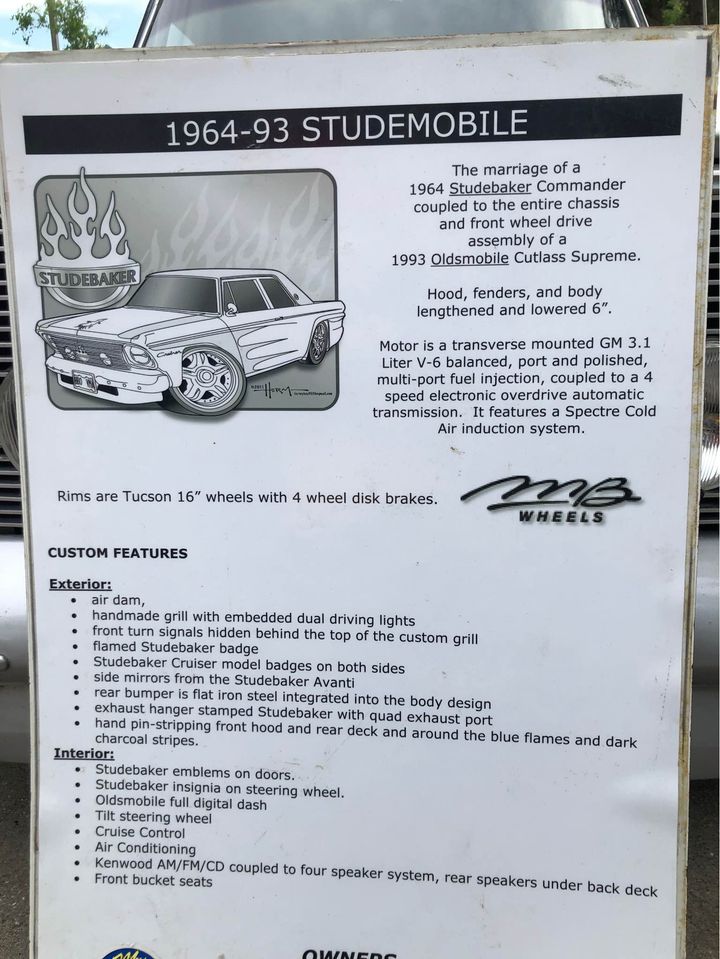 1964-93 STUDEMOBILE
STUDEBAKER
The marriage of a
1964 Studebaker Commander
coupled to the entire chassis
and front wheel drive
assembly of a
1993 Oldsmobile Cutlass Supreme.
Hood, fenders, and body
lengthened and lowered 6”.
Motor is a transverse mounted GM 3.1
Liter V-6 balanced, port and polished,
multi-port fuel injection, coupled to a 4
speed electronic overdrive automatic
transmission. It features a Spectre Cold
Air induction system.
Rims are Tucson 16” wheels with 4 wheel disk brakes.
MB
WHEELS
CUSTOM FEATURES
Exterior:
• air dam,
• handmade grill with embedded dual driving lights
• front turn signals hidden behind the top of the custom grill
• flamed Studebaker badge
• Studebaker Cruiser model badges on both sides
• side mirrors from the Studebaker Avanti
• rear bumper is flat iron steel integrated into the body design
• exhaust hanger stamped Studebaker with quad exhaust port
• hand pin-stripping front hood and rear deck and around the blue flames and dark
charcoal stripes.
Interior:
• Studebaker emblems on doors.
• Studebaker insignia on steering wheel.
• Oldsmobile full digital dash
• Tilt steering wheel
• Cruise Control
• Air Conditioning
• Kenwood AM/FM/CD coupled to four speaker system, rear speakers under back deck
• Front bucket seats
OWNERS